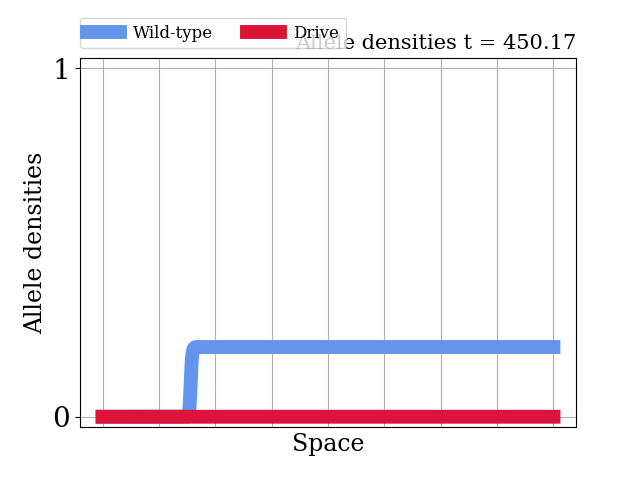 Wild-type
Drive
Allele densities t = 450.17
1
Allele densities
0
Space